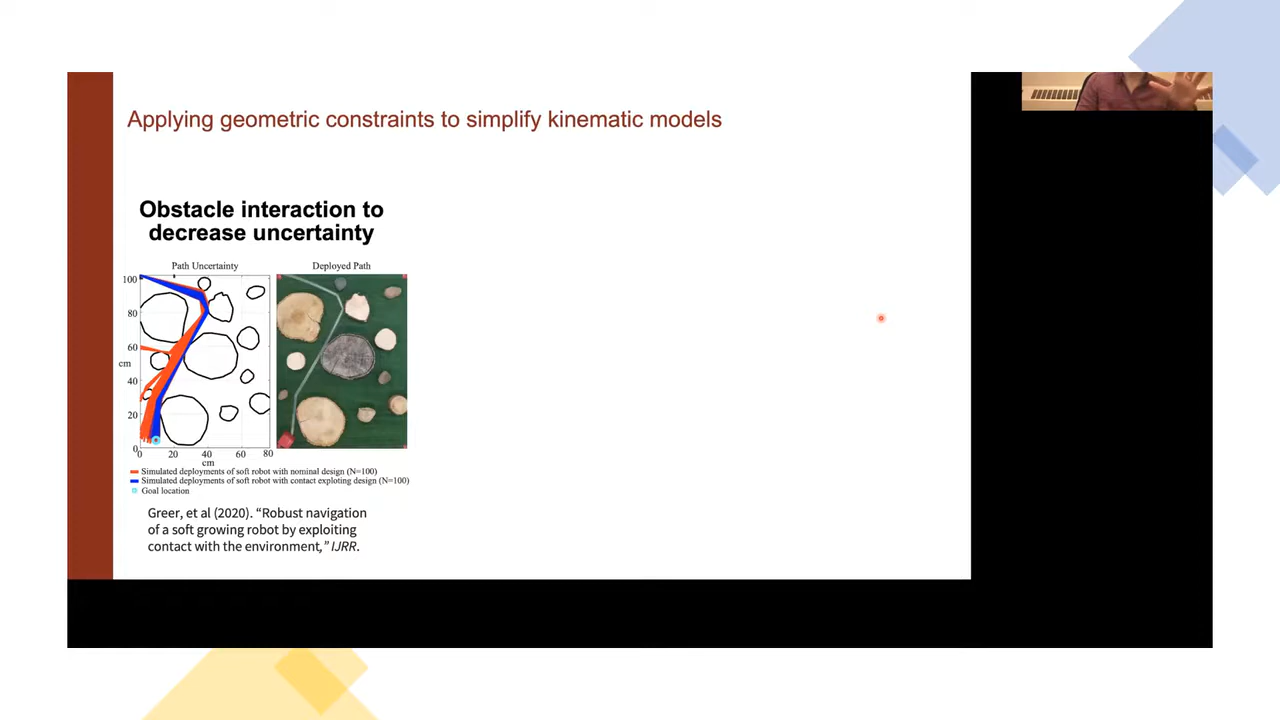 Applying geometric constraints to simplify kinematic models
Obstacle interaction to
decrease uncertainty
Path Uncertainty
Deployed Path
100
80
60
cm
40
20
0
0 20 40 60 80
cm
Simulated deployments of soft robot with nominal design (N=100)
Simulated deployments of soft robot with contact exploting design (N=100)
Goal location
Greer, et al (2020). “Robust navigation
of a soft growing robot by exploiting
contact with the environment,” IJRR.